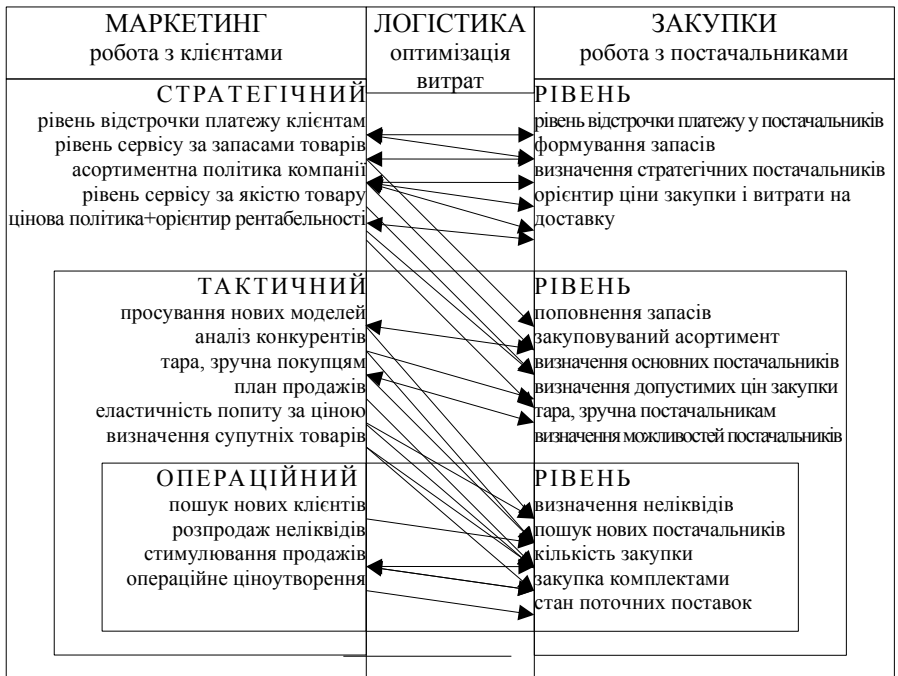 МАРКЕТИНГ
робота з клієнтами
ЛОГІСТИКА
оптимізація
витрат
ЗАКУПКИ
робота з постачальниками
СТРАТЕГІЧНИЙ
рівень відстрочки платежу клієнтам
рівень сервісу за запасами товарів
асортиментна політика компанії
рівень сервісу за якістю товару
цінова політика+орієнтир рентабельності
РІВЕНЬ
рівень відстрочки платежу у постачальників
формування запасів
визначення стратегічних постачальників
орієнтир ціни закупки і витрати на
доставку
ТАКТИЧНИЙ
просування нових моделей
аналіз конкурентів
тара, зручна покупцям
план продажів
еластичність попиту за ціною
визначення супутніх товарів
РІВЕНЬ
поповнення запасів
закуповуваний асортимент
визначення основних постачальників
визначення допустимих цін закупки
тара, зручна постачальникам
визначення можливостей постачальників
ОПЕРАЦІЙНИЙ
пошук нових клієнтів
розпродаж неліквідів
стимулювання продажів
операційне ціноутворення
РІВЕНЬ
визначення неліквідів
пошук нових постачальників
кількість закупки
закупка комплектами
стан поточних поставок